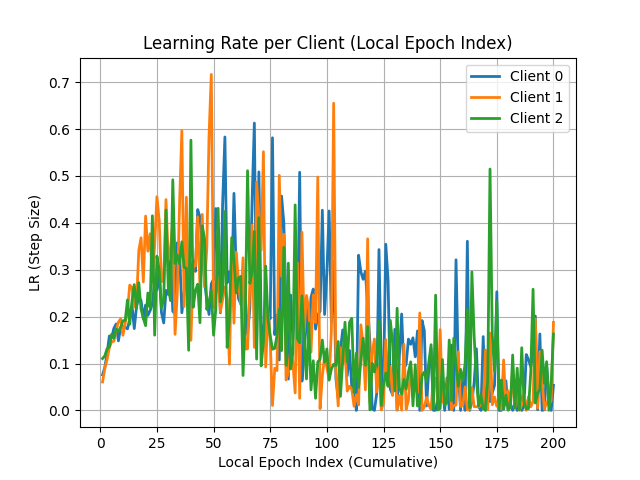 Learning Rate per Client (Local Epoch Index)
LR (Step Size)
0.7
0.6
0.5
0.4
0.3
0.2
0.1
0.0
Client 0
Client 1
Client 2
0
25
50
75
100
125
150
175
200
Local Epoch Index (Cumulative)